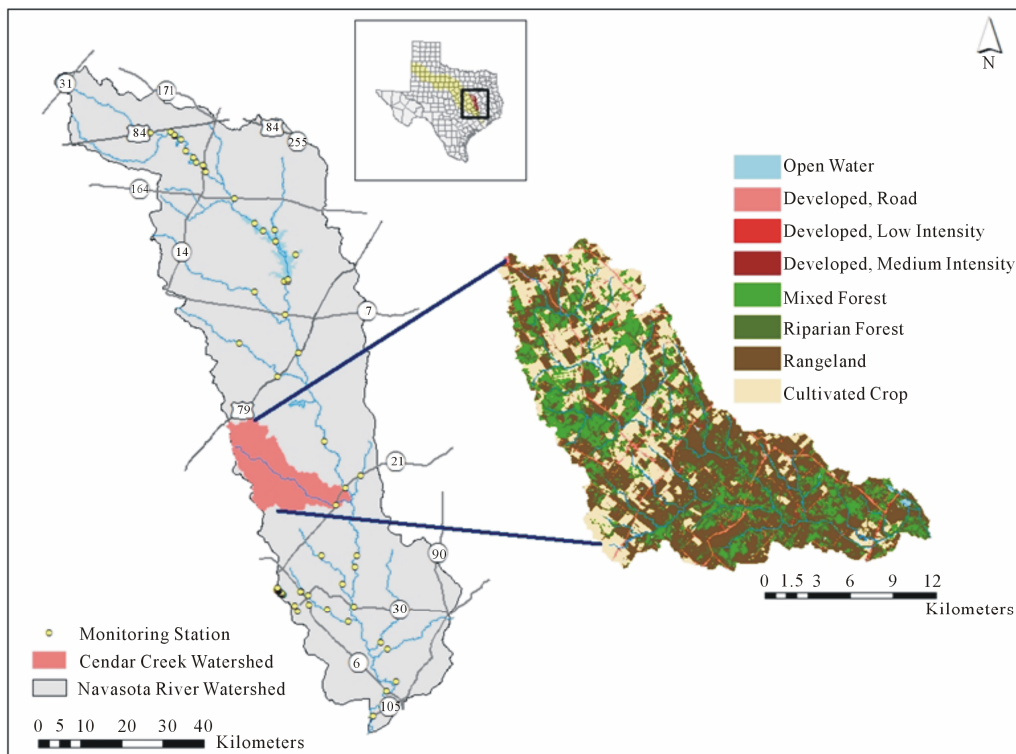 N
31
171
84
84
255
164
14
7
79
21
90
30
6
105
Open Water
Developed, Road
Developed, Low Intensity
Developed, Medium Intensity
Mixed Forest
Riparian Forest
Rangeland
Cultivated Crop
0 1.5 3 6 9 12
Kilometers
Monitoring Station
Cendar Creek Watershed
Navasota River Watershed
0 5 10 20 30 40
Kilometers